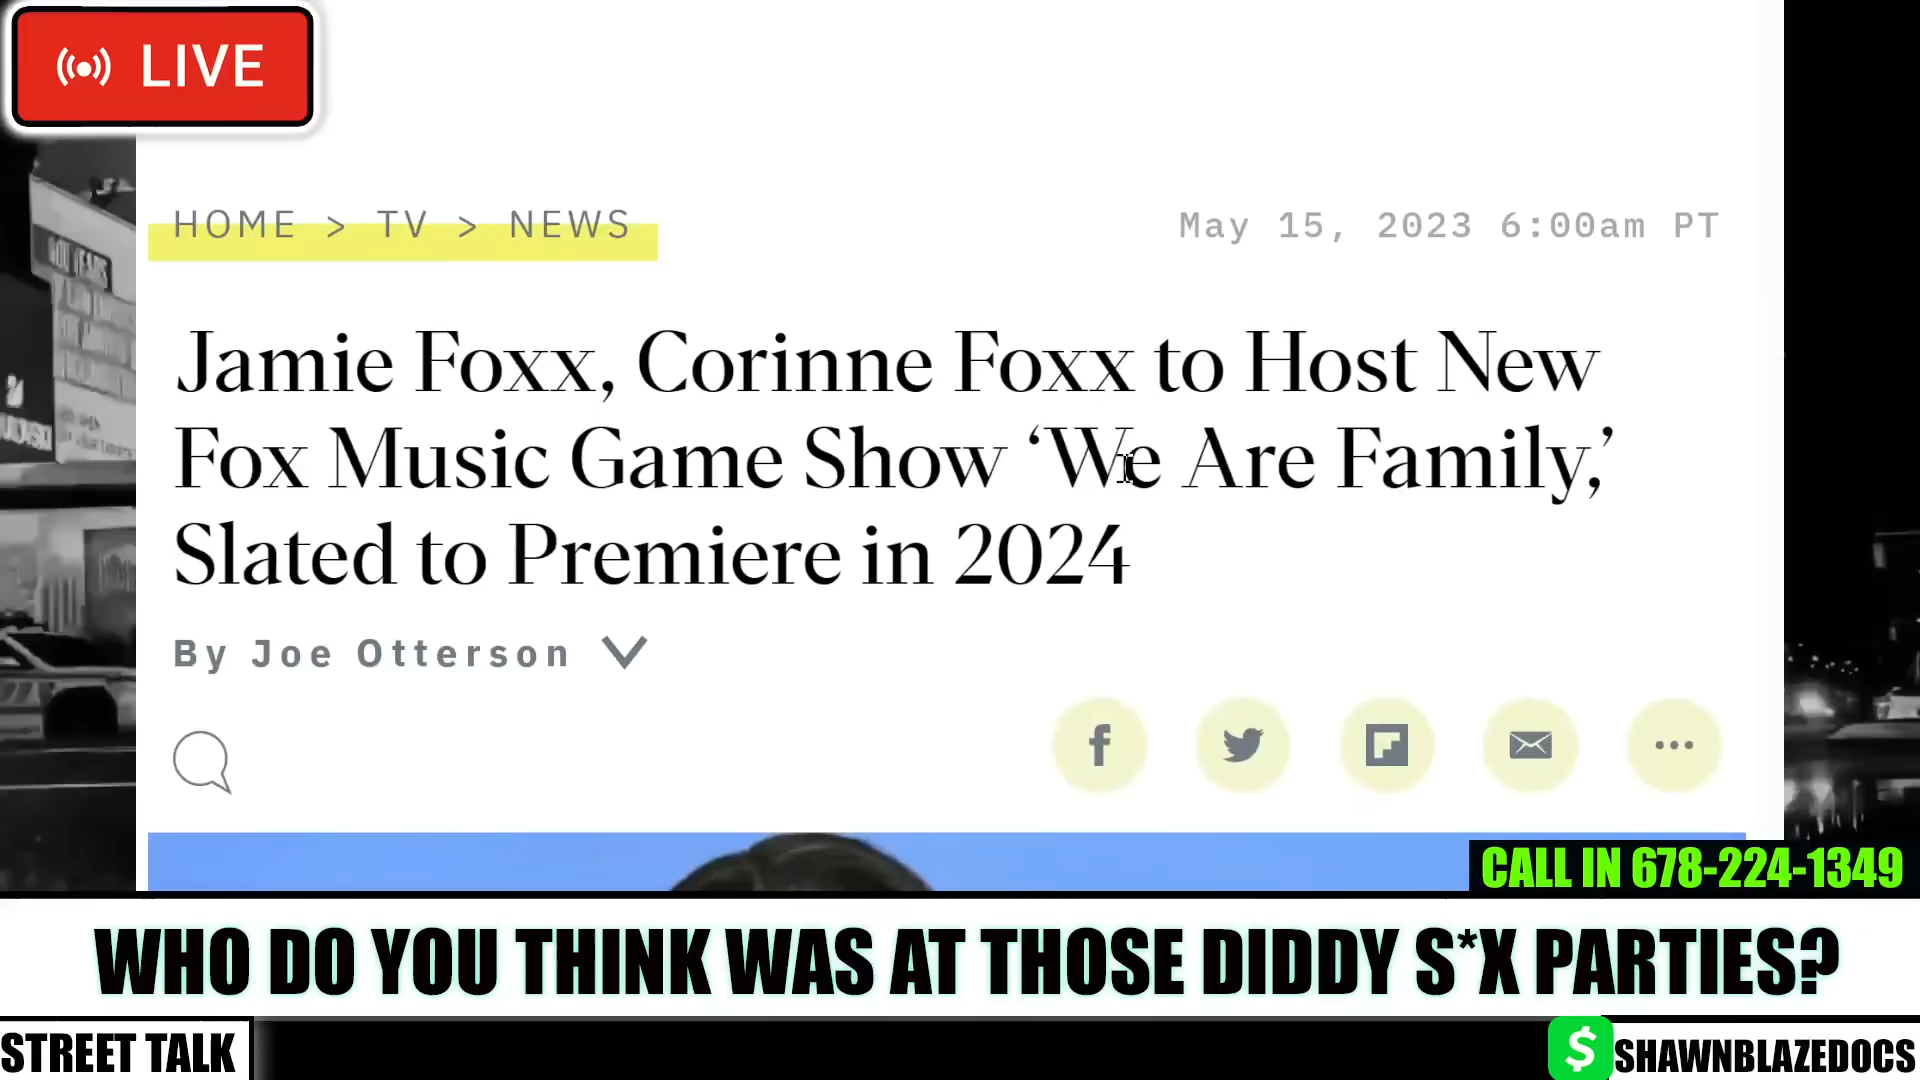 LIVE
HOME > TV > NEWS
May 15, 2023 6:00am PT
Jamie Foxx, Corinne Foxx to Host New
Fox Music Game Show ‘We Are Family,’
Slated to Premiere in 2024
By Joe Otterson
CALL IN 678-224-1349
WHO DO YOU THINK WAS AT THOSE DIDDY S*X PARTIES?
STREET TALK
$SHAWNBLAZEDOCS